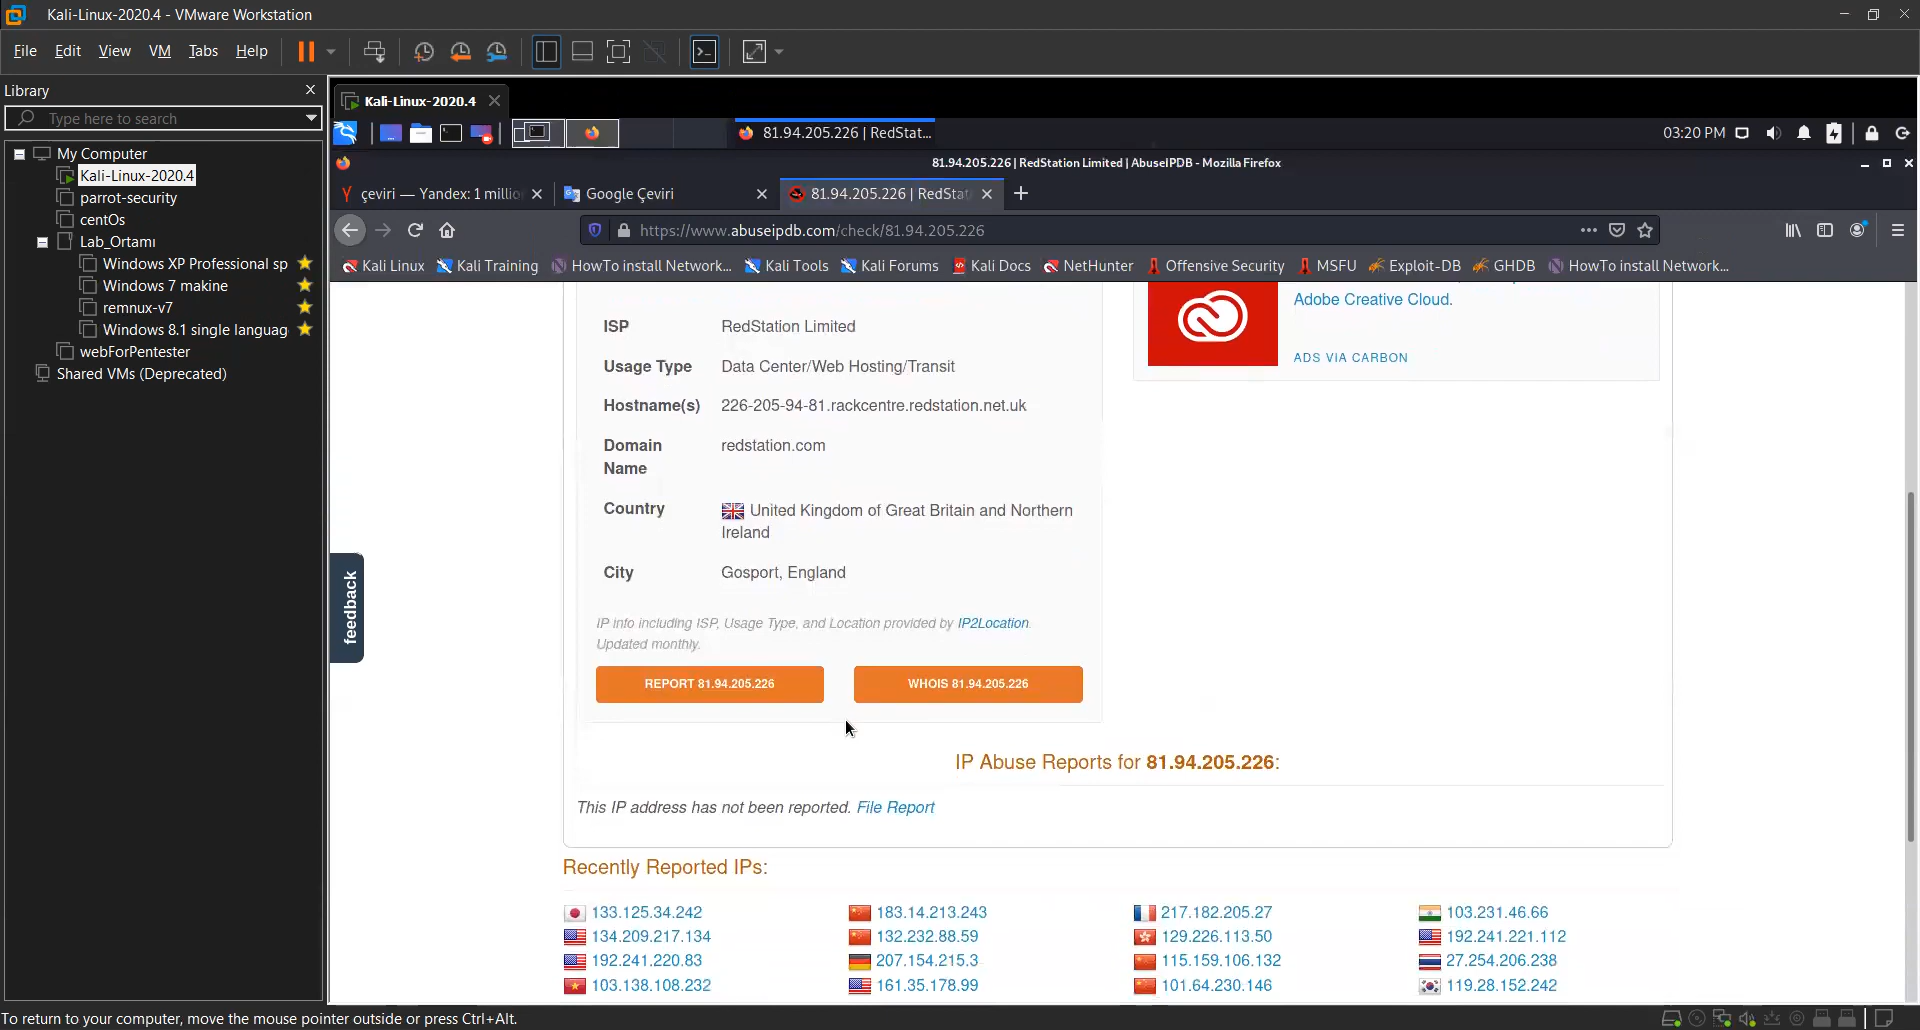 Kali-Linux-2020.4 - VMware Workstation
File Edit View VM Tabs Help
Library
Type here to search
My Computer
Kali-Linux-2020.4
parrot-security
centOs
Lab_Ortamı
Windows XP Professional sp
Windows 7 makine
remnux-v7
Windows 8.1 single languag
webForPentester
Shared VMs (Deprecated)
Kali-Linux-2020.4
81.94.205.226 | RedStat...
03:20 PM
81.94.205.226 | RedStation Limited | AbuseIPDB - Mozilla Firefox
çeviri — Yandex: 1 millio
Google Çeviri
81.94.205.226 | RedStat
https://www.abuseipdb.com/check/81.94.205.226
Kali Linux
Kali Training
HowTo install Network...
Kali Tools
Kali Forums
Kali Docs
NetHunter
Offensive Security
MSFU
Exploit-DB
GHDB
HowTo install Network...
Adobe Creative Cloud.
ADS VIA CARBON
ISP RedStation Limited
Usage Type Data Center/Web Hosting/Transit
Hostname(s) 226-205-94-81.rackcentre.redstation.net.uk
Domain Name redstation.com
Country United Kingdom of Great Britain and Northern
Ireland
City Gosport, England
IP info including ISP, Usage Type, and Location provided by IP2Location.
Updated monthly.
REPORT 81.94.205.226
WHOIS 81.94.205.226
feedback
IP Abuse Reports for 81.94.205.226:
This IP address has not been reported. File Report
Recently Reported IPs:
133.125.34.242 183.14.213.243 217.182.205.27 103.231.46.66
134.209.217.134 132.232.88.59 129.226.113.50 192.241.221.112
192.241.220.83 207.154.215.3 115.159.106.132 27.254.206.238
103.138.108.232 161.35.178.99 101.64.230.146 119.28.152.242
To return to your computer, move the mouse pointer outside or press Ctrl+Alt.